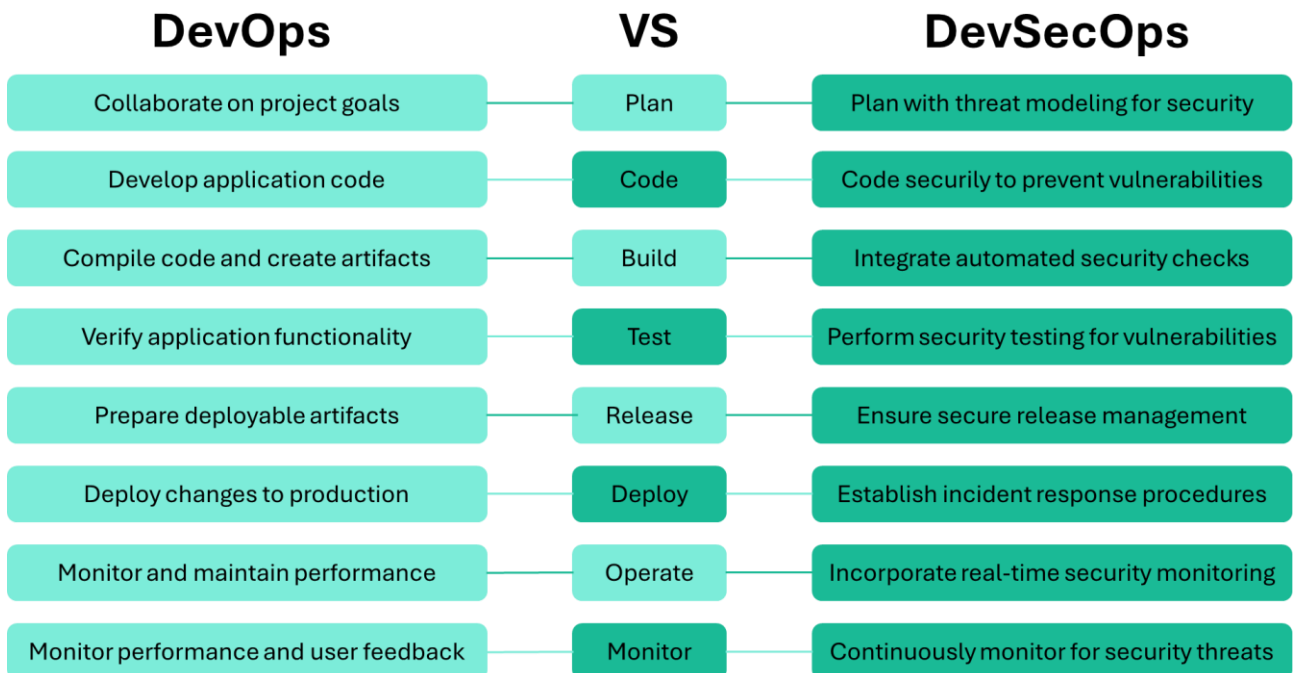 DevOps VS DevSecOps
Collaborate on project goals Plan Plan with threat modeling for security
Develop application code Code Code securily to prevent vulnerabilities
Compile code and create artifacts Build Integrate automated security checks
Verify application functionality Test Perform security testing for vulnerabilities
Prepare deployable artifacts Release Ensure secure release management
Deploy changes to production Deploy Establish incident response procedures
Monitor and maintain performance Operate Incorporate real-time security monitoring
Monitor performance and user feedback Monitor Continuously monitor for security threats